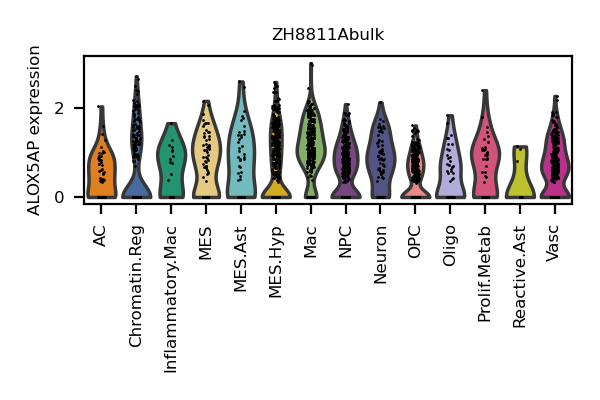 ZH8811Abulk
ALOX5AP expression
2
0
AC
Chromatin.Reg
Inflammatory.Mac
MES
MES.Ast
MES.Hyp
Mac
NPC
Neuron
OPC
Oligo
Prolif.Metab
Reactive.Ast
Vasc